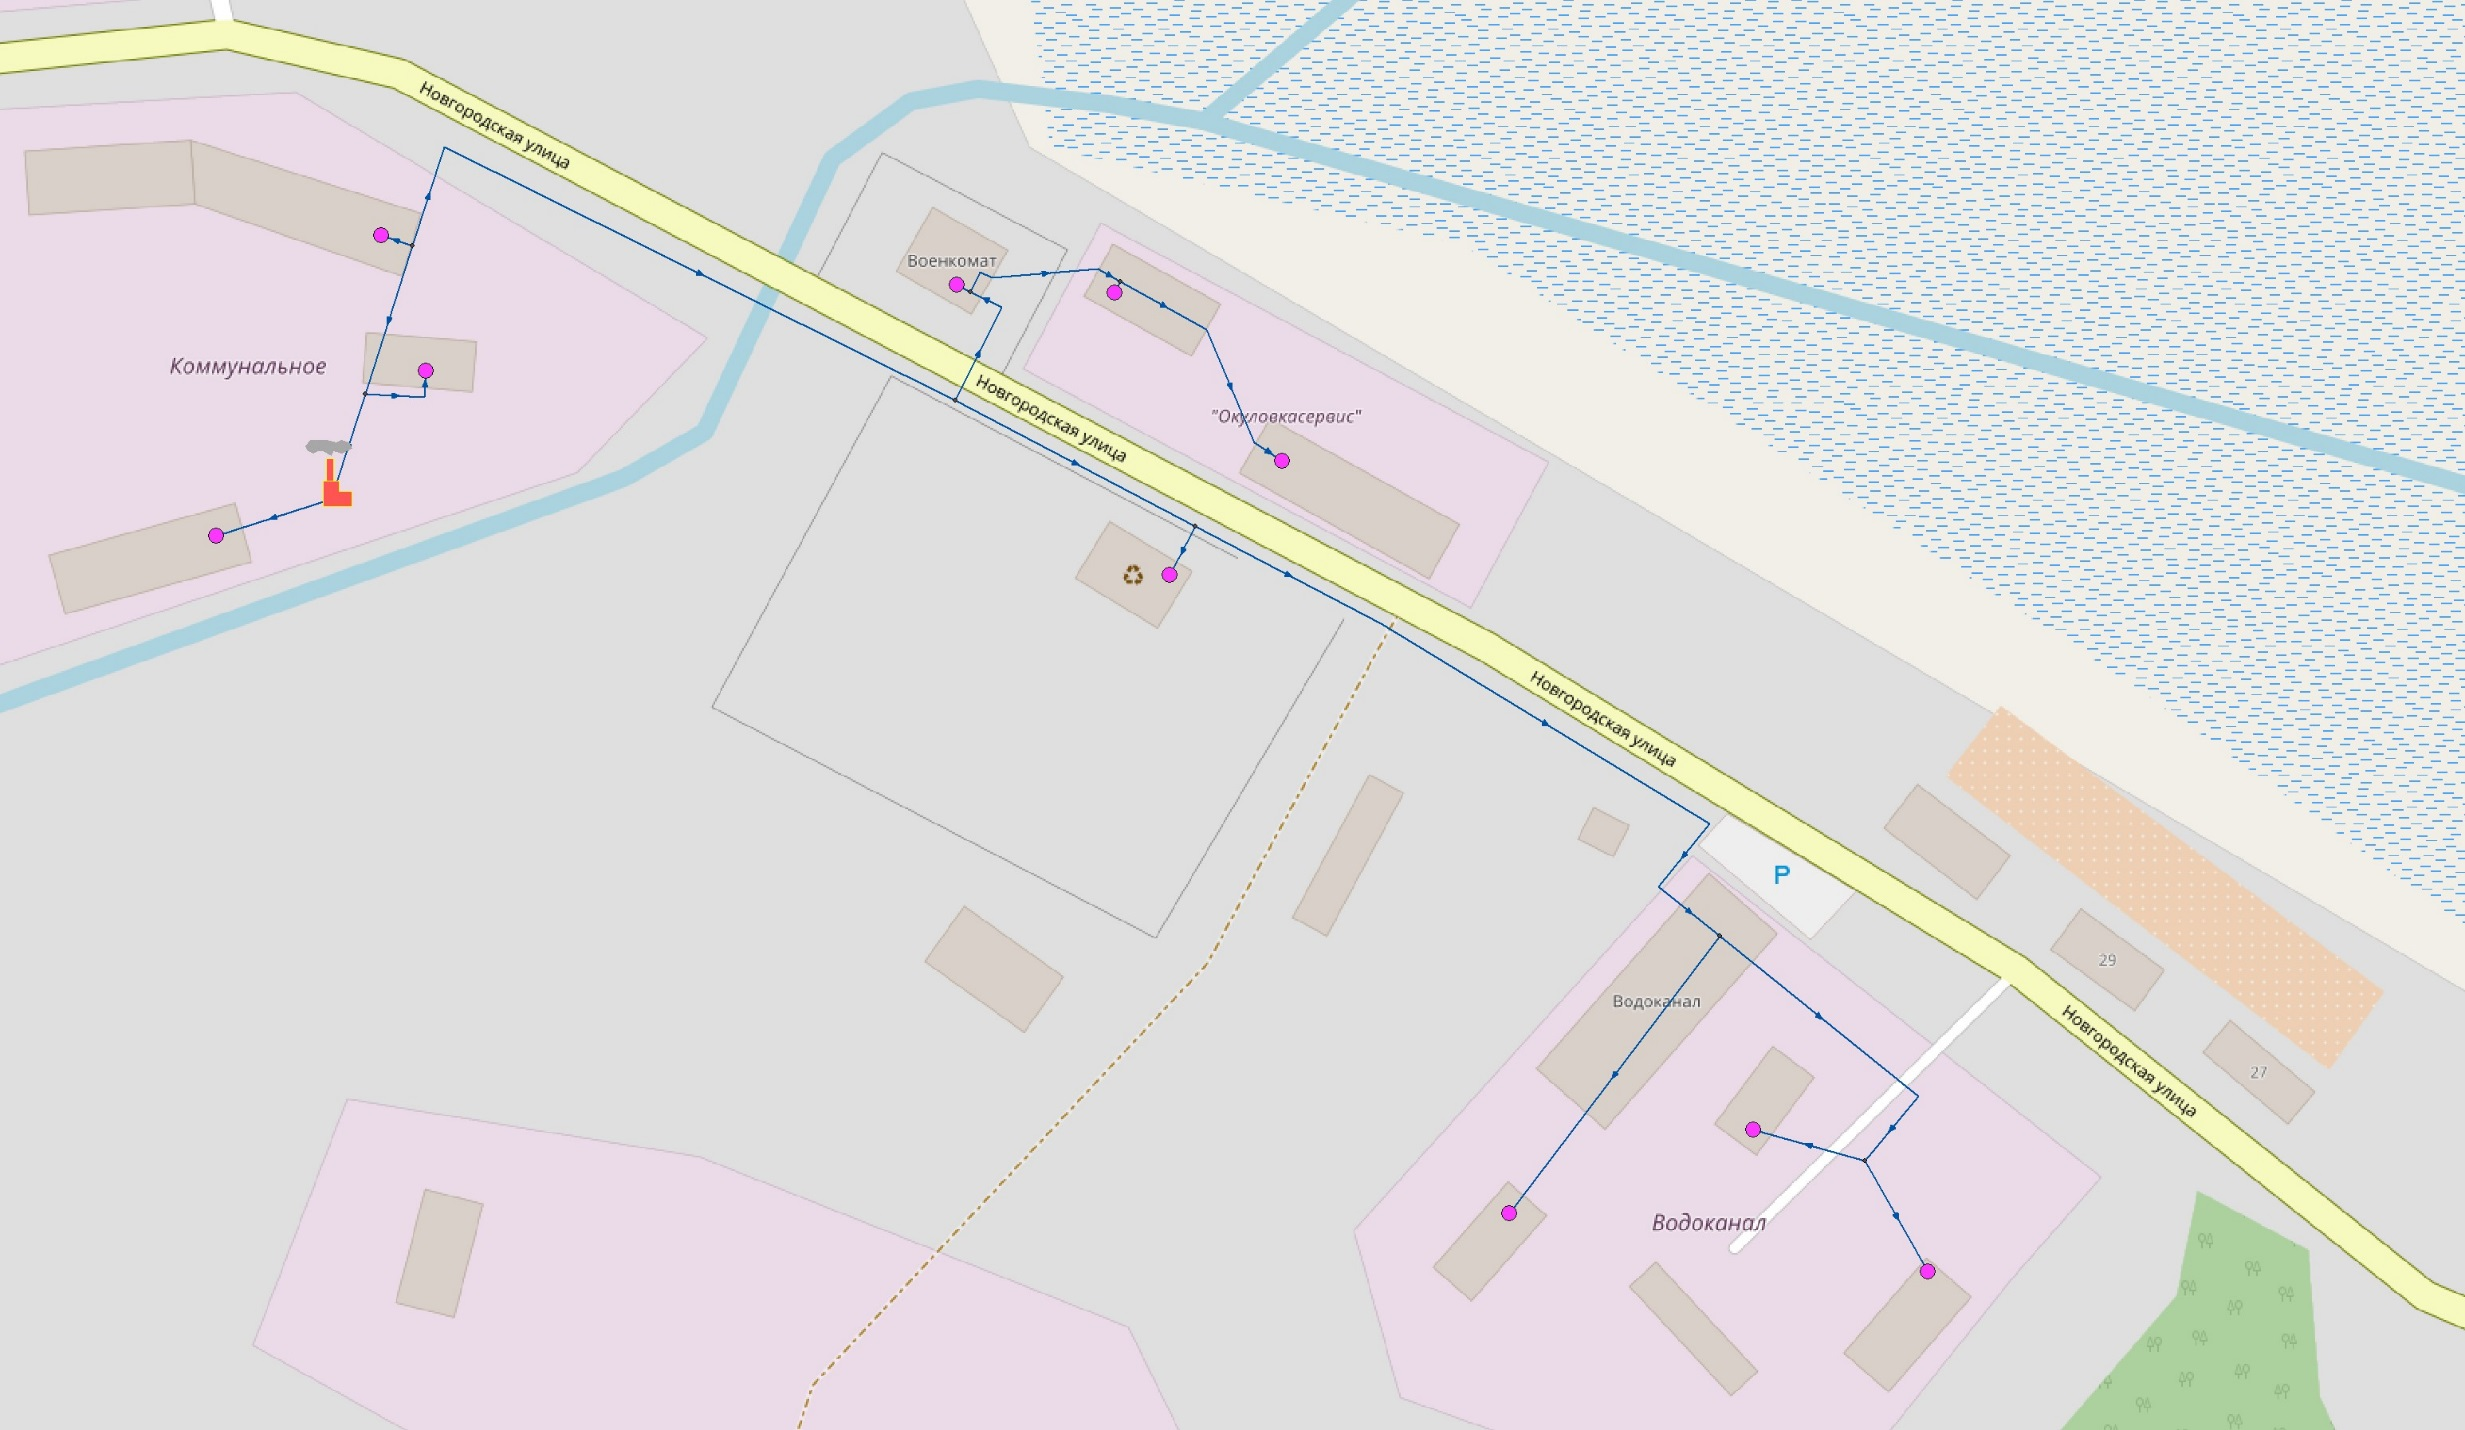 Новгородская улица
Военкомат
Коммунальное
Новгородская улица
"Окуловкасервис"
Новгородская улица
P
29
Водоканал
Новгородская улица
27
Водоканал